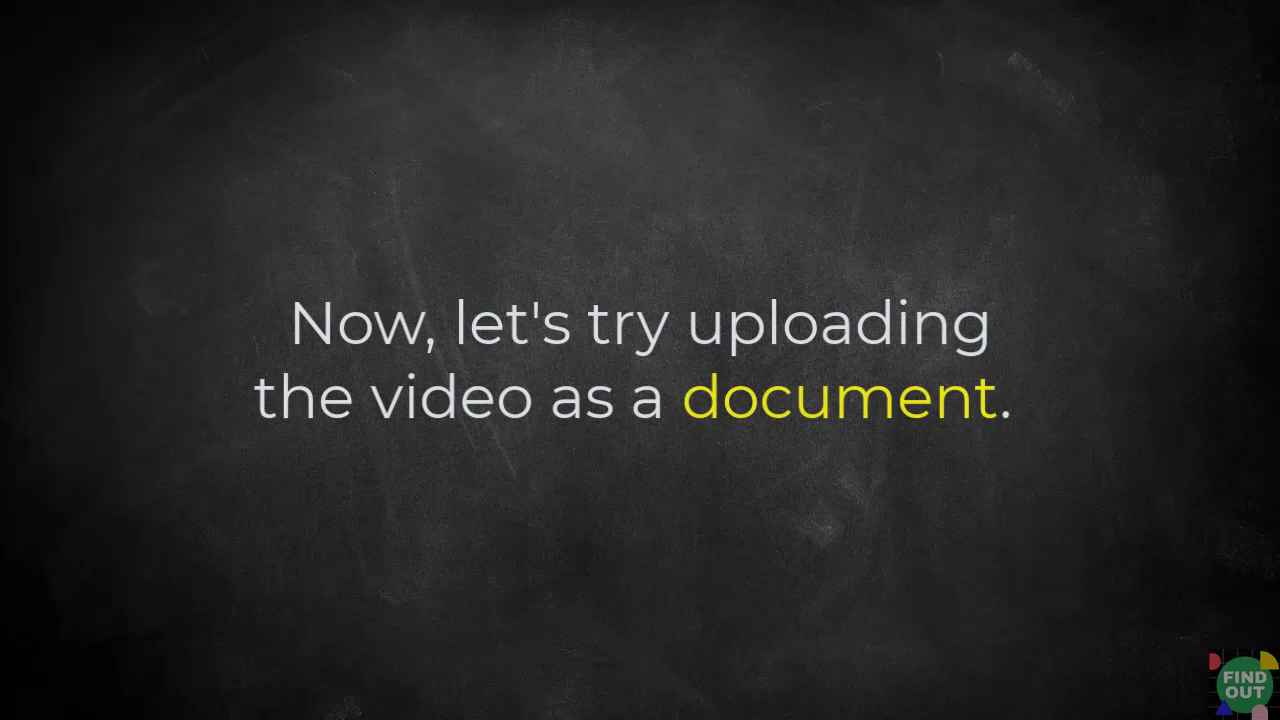 Now, let's try uploading
the video as a document.
FIND
OUT